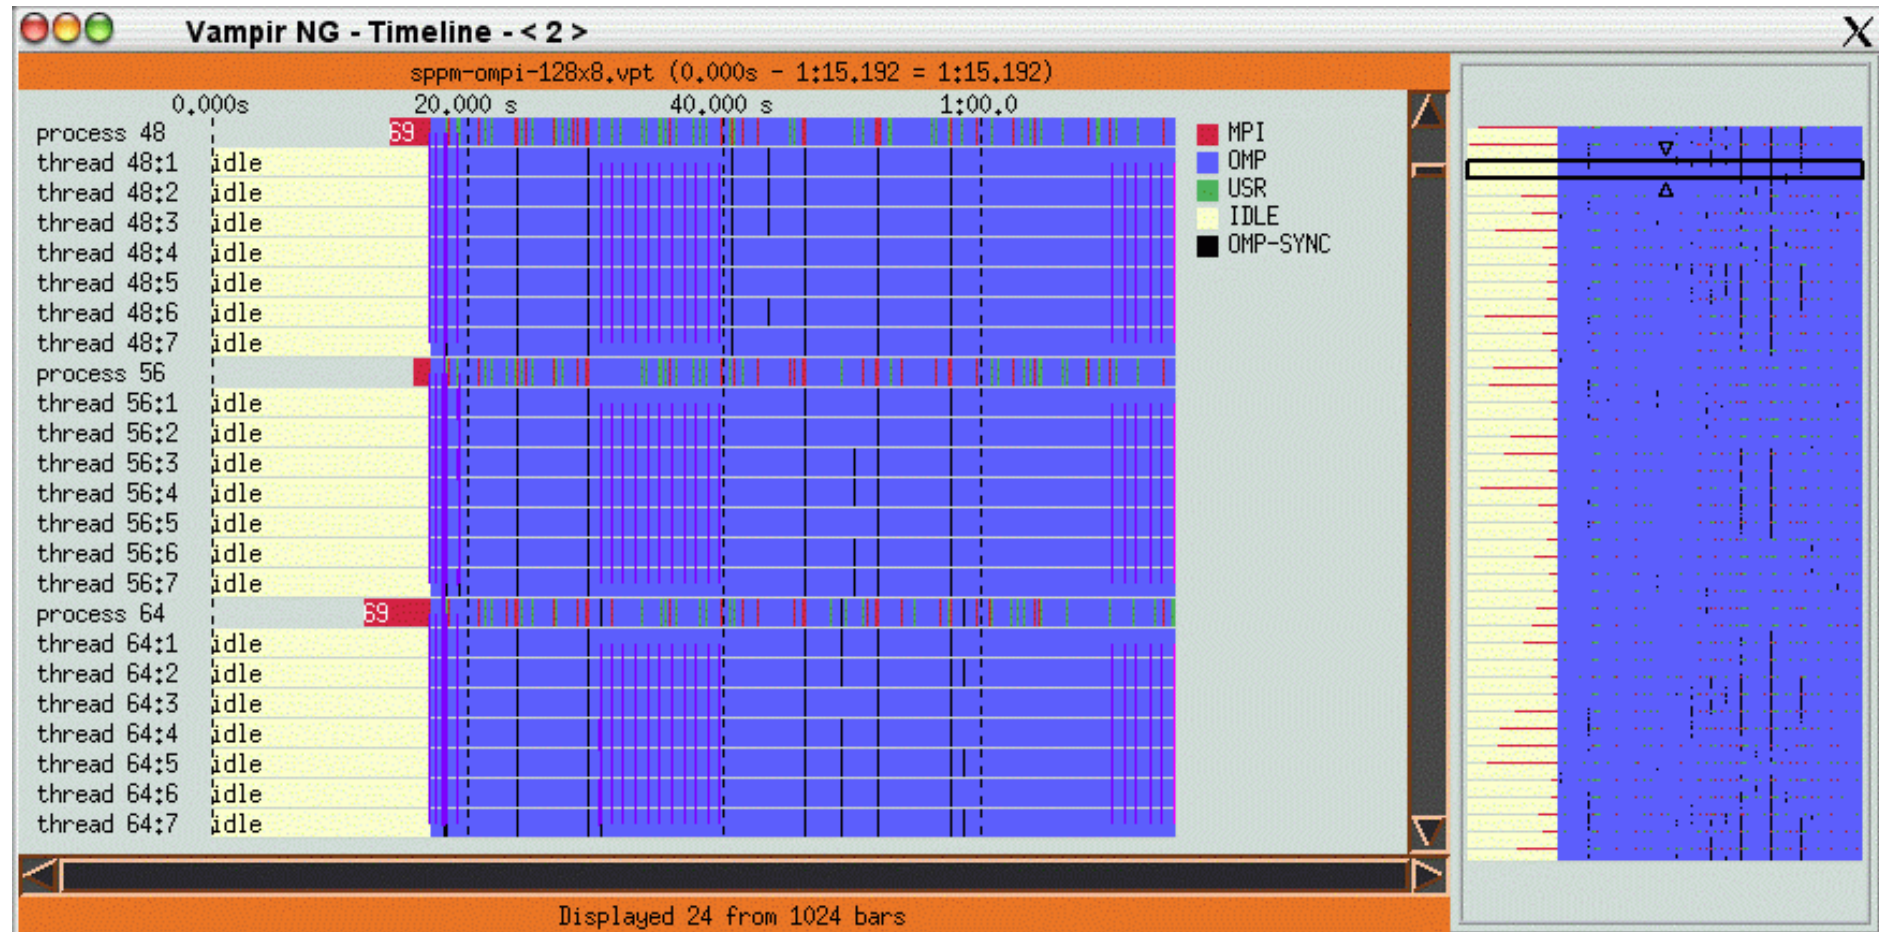 Vampir NG - Timeline - < 2 >
X
sppm-ompi-128x8.vpt (0.000s - 1:15.192 = 1:15.192)
0.000s 20.000 s 40.000 s 1:00.0
process 48 69
thread 48:1 idle
thread 48:2 idle
thread 48:3 idle
thread 48:4 idle
thread 48:5 idle
thread 48:6 idle
thread 48:7 idle
process 56
thread 56:1 idle
thread 56:2 idle
thread 56:3 idle
thread 56:4 idle
thread 56:5 idle
thread 56:6 idle
thread 56:7 idle
process 64 69
thread 64:1 idle
thread 64:2 idle
thread 64:3 idle
thread 64:4 idle
thread 64:5 idle
thread 64:6 idle
thread 64:7 idle
MPI
OMP
USR
IDLE
OMP-SYNC
Displayed 24 from 1024 bars